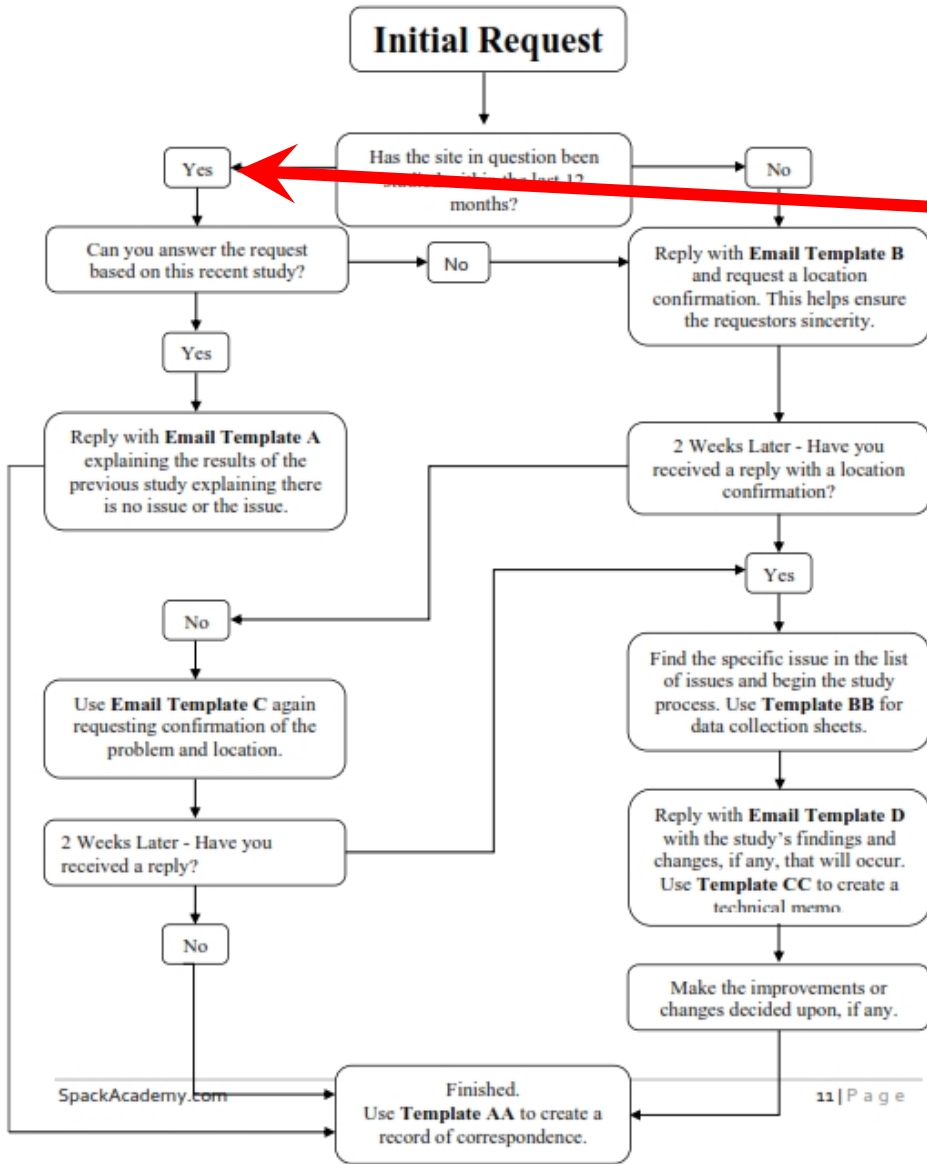 Initial Request
Has the site in question been
studied within the last 12
months?
Yes
No
Can you answer the request
based on this recent study?
No
Reply with Email Template B
and request a location
confirmation. This helps ensure
the requestors sincerity.
Yes
Reply with Email Template A
explaining the results of the
previous study explaining there
is no issue or the issue.
2 Weeks Later - Have you
received a reply with a location
confirmation?
Yes
No
Find the specific issue in the list
of issues and begin the study
process. Use Template BB for
data collection sheets.
Use Email Template C again
requesting confirmation of the
problem and location.
Reply with Email Template D
with the study's findings and
changes, if any, that will occur.
Use Template CC to create a
technical memo.
2 Weeks Later - Have you
received a reply?
No
Make the improvements or
changes decided upon, if any.
Finished.
Use Template AA to create a
record of correspondence.
SpackAcademy.com
11 | Page